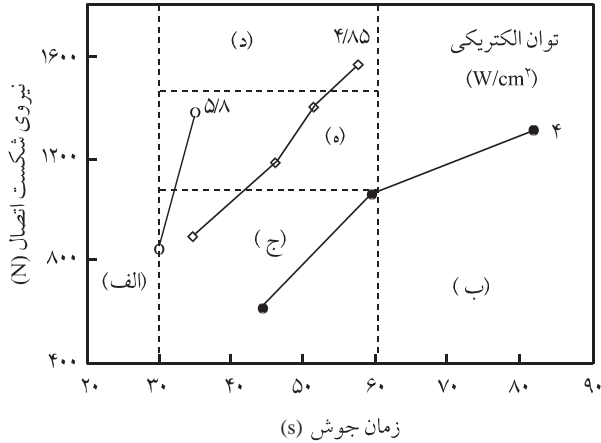 ۱۶۰۰
۱۲۰۰
۸۰۰
۴۰۰
نیروی شکست اتصال (N)
(د)
توان الکتریکی
(W/cm۲)
۵/۸
۴/۸۵
۴
(ه)
(ج)
(الف)
(ب)
۲۰ ۳۰ ۴۰ ۵۰ ۶۰ ۷۰ ۸۰ ۹۰
زمان جوش (s)